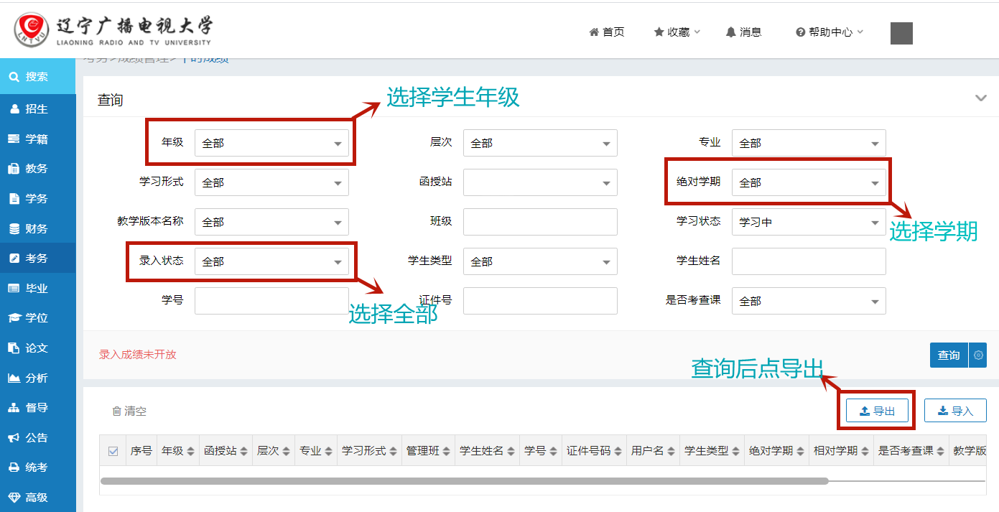 辽宁广播电视大学
LIAONING RADIO AND TV UNIVERSITY
首页 收藏 消息 帮助中心
考务>成绩管理>
的成绩
搜索
招生
学籍
教务
学务
财务
考务
毕业
学位
论文
分析
督导
公告
统考
高级
查询
选择学生年级
年级 全部 层次 全部 专业 全部
学习形式 全部 函授站 绝对学期 全部
教学版本名称 全部 班级 学习状态 学习中
选择学期
录入状态 全部 学生类型 全部 学生姓名
学号 证件号 是否考查课 全部
选择全部
录入成绩未开放 查询
查询后点导出
清空 导出 导入
序号 年级 函授站 层次 专业 学习形式 管理班 学生姓名 学号 证件号码 用户名 学生类型 绝对学期 相对学期 是否考查课 教学版